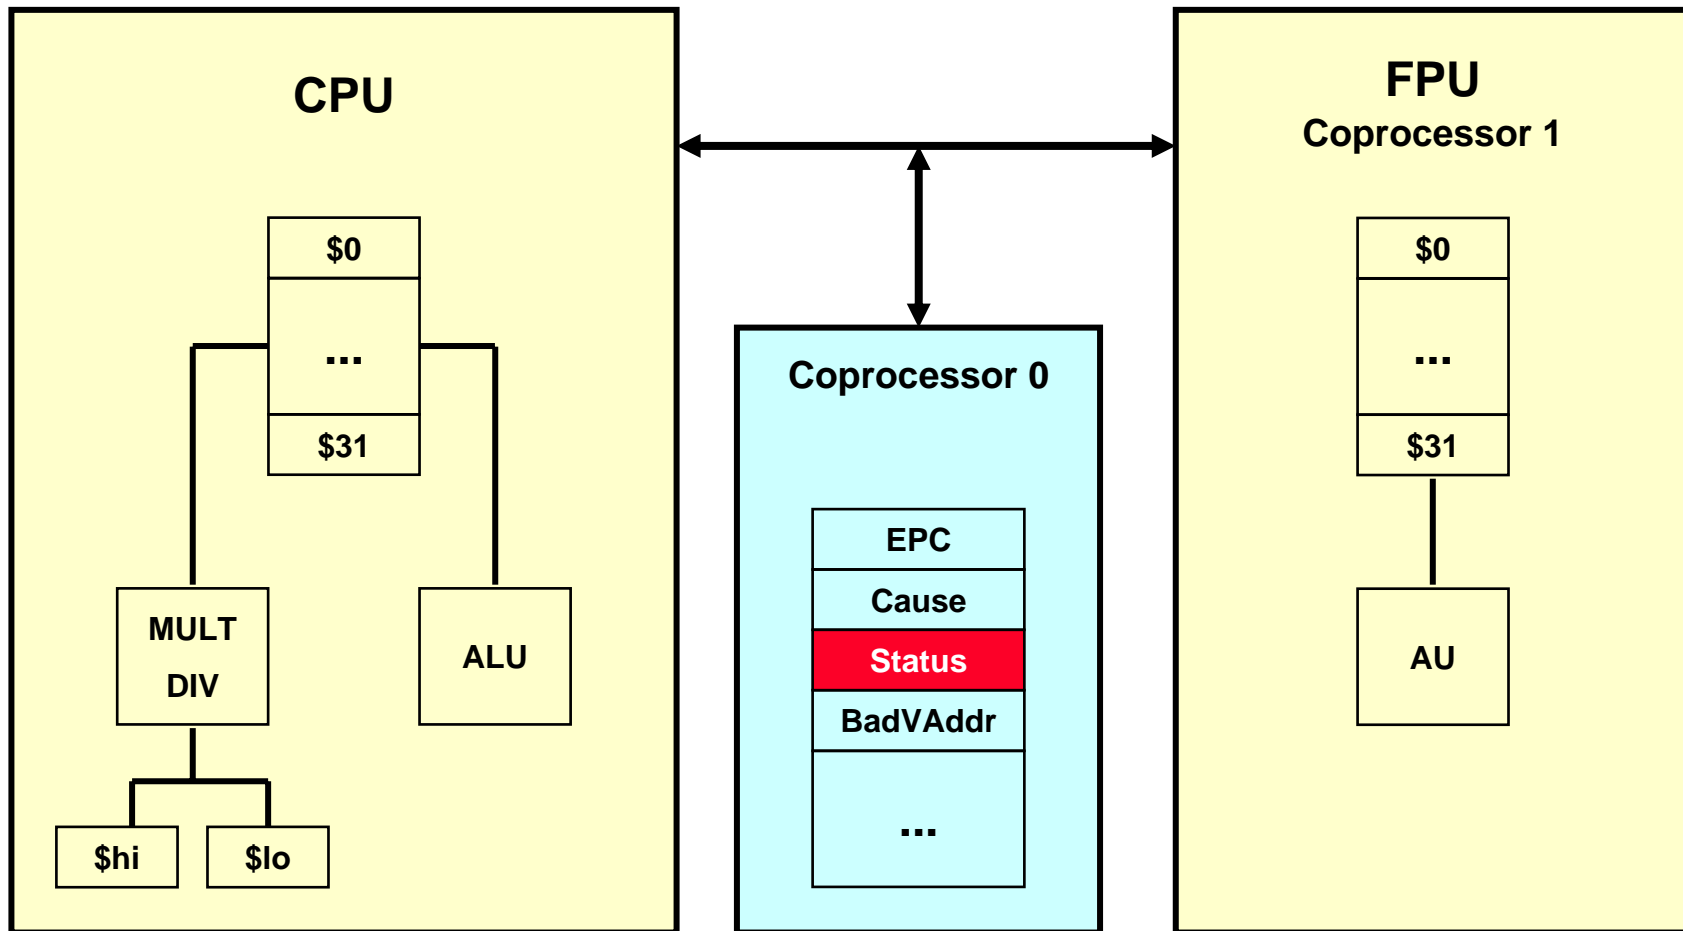 CPU
$0
...
$31
MULT
DIV
ALU
$hi
$lo
Coprocessor 0
EPC
Cause
Status
BadVAddr
...
FPU
Coprocessor 1
$0
...
$31
AU